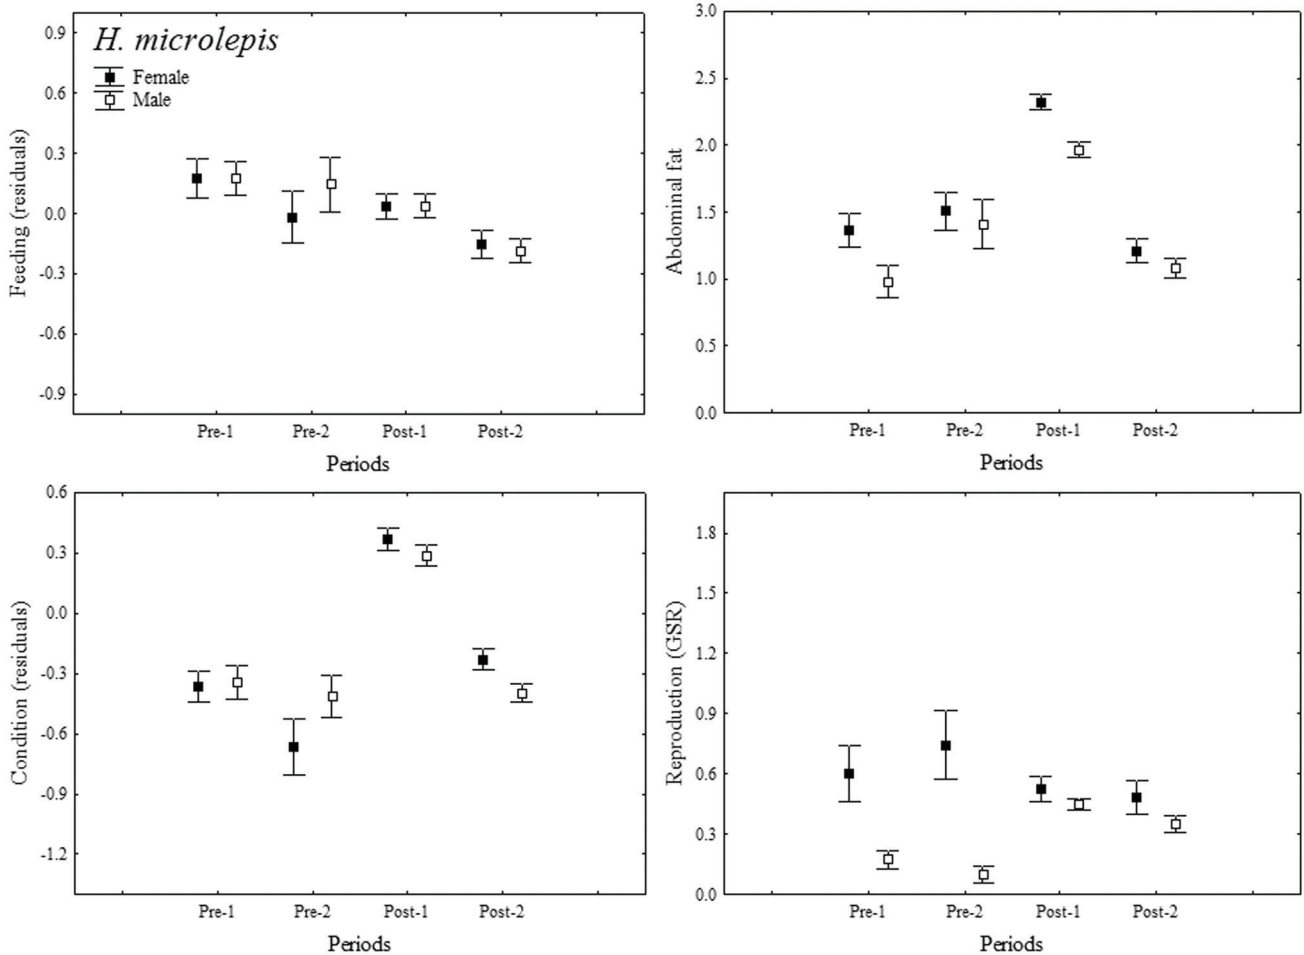 H. microlepis
Female
Male
Feeding (residuals)
0.9
0.6
0.3
0.0
-0.3
-0.6
-0.9
Pre-1 Pre-2 Post-1 Post-2
Periods
Abdominal fat
3.0
2.5
2.0
1.5
1.0
0.5
0.0
Pre-1 Pre-2 Post-1 Post-2
Periods
Condition (residuals)
0.6
0.3
0.0
-0.3
-0.6
-0.9
-1.2
Pre-1 Pre-2 Post-1 Post-2
Periods
Reproduction (GSR)
1.8
1.5
1.2
0.9
0.6
0.3
0.0
Pre-1 Pre-2 Post-1 Post-2
Periods